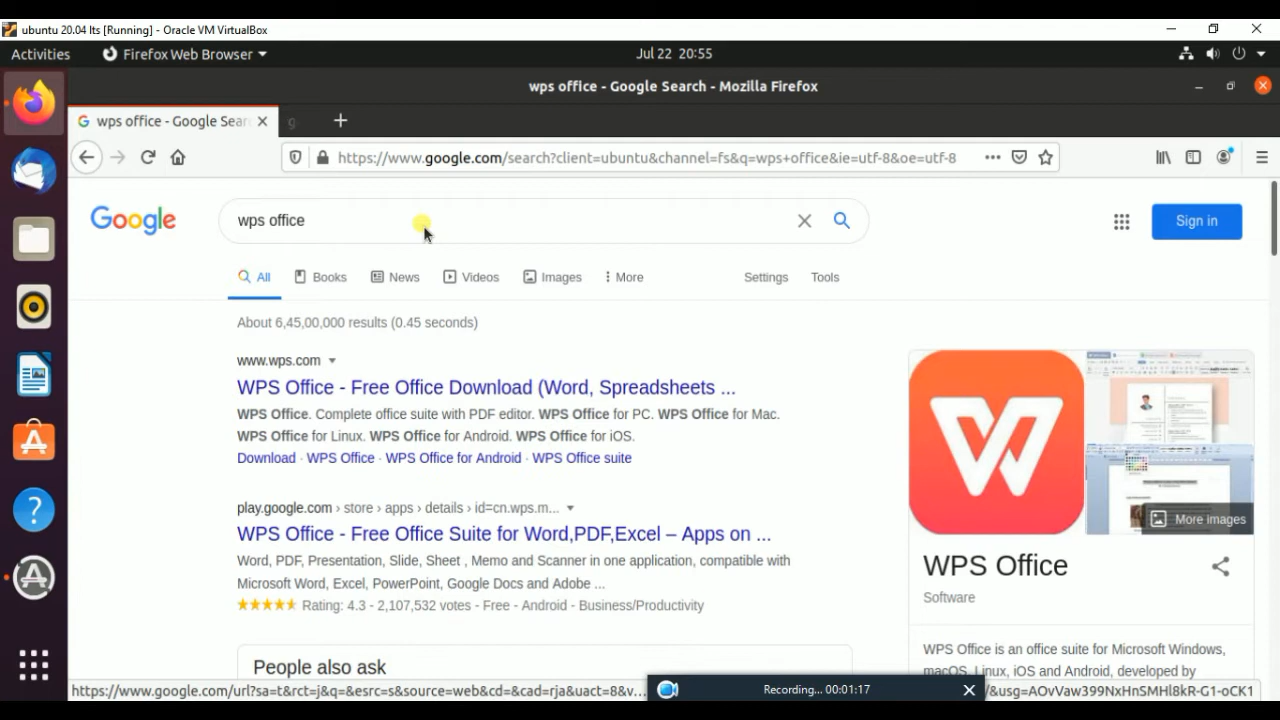 ubuntu 20.04 lts [Running] - Oracle VM VirtualBox
Activities Firefox Web Browser Jul 22 20:55
wps office - Google Search - Mozilla Firefox
wps office - Google Sear
https://www.google.com/search?client=ubuntu&channel=fs&q=wps+office&ie=utf-8&oe=utf-8
Google wps office Sign in
All Books News Videos Images More Settings Tools
About 6,45,00,000 results (0.45 seconds)
www.wps.com
WPS Office - Free Office Download (Word, Spreadsheets ...
WPS Office. Complete office suite with PDF editor. WPS Office for PC. WPS Office for Mac.
WPS Office for Linux. WPS Office for Android. WPS Office for iOS.
Download · WPS Office · WPS Office for Android · WPS Office suite
play.google.com › store › apps › details › id=cn.wps.m...
WPS Office - Free Office Suite for Word,PDF,Excel – Apps on ...
Word, PDF, Presentation, Slide, Sheet , Memo and Scanner in one application, compatible with
Microsoft Word, Excel, PowerPoint, Google Docs and Adobe ...
Rating: 4.3 - 2,107,532 votes - Free - Android - Business/Productivity
People also ask
More images
WPS Office
Software
WPS Office is an office suite for Microsoft Windows,
macOS, Linux, iOS and Android, developed by
https://www.google.com/url?sa=t&rct=j&q=&esrc=s&source=web&cd=&cad=rja&uact=8&v... /&usg=AOvVaw399NxHnSMHl8kR-G1-oCK1
Recording... 00:01:17